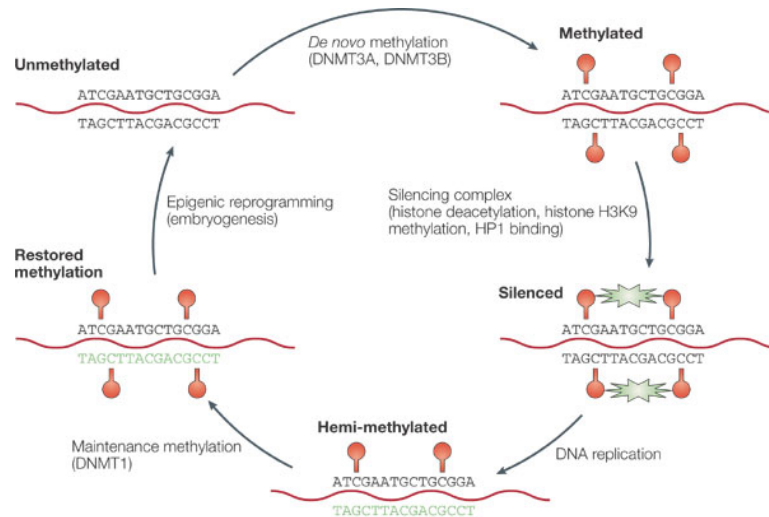 De novo methylation
(DNMT3A, DNMT3B)
Unmethylated
ATCGAATGCTGCGGA
TAGCTTACGACGCCT
Methylated
ATCGAATGCTGCGGA
TAGCTTACGACGCCT
Silencing complex
(histone deacetylation, histone H3K9
methylation, HP1 binding)
Silenced
ATCGAATGCTGCGGA
TAGCTTACGACGCCT
DNA replication
Hemi-methylated
ATCGAATGCTGCGGA
TAGCTTACGACGCCT
Maintenance methylation
(DNMT1)
Restored
methylation
ATCGAATGCTGCGGA
TAGCTTACGACGCCT
Epigenic reprogramming
(embryogenesis)